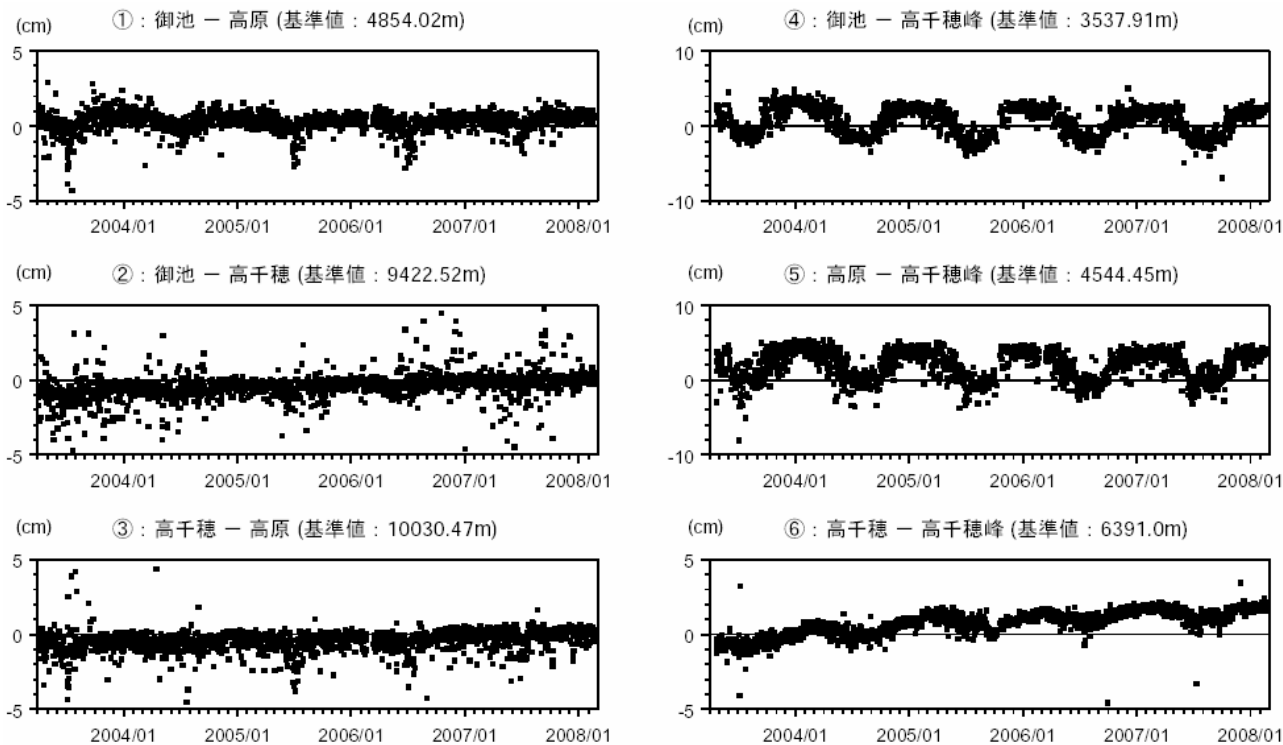 (cm) ①：御池 － 高原 (基準値：4854.02m)
5
0
-5
2004/01 2005/01 2006/01 2007/01 2008/01
(cm) ②：御池 － 高千穂 (基準値：9422.52m)
5
0
-5
2004/01 2005/01 2006/01 2007/01 2008/01
(cm) ③：高千穂 － 高原 (基準値：10030.47m)
5
0
-5
2004/01 2005/01 2006/01 2007/01 2008/01
(cm) ④：御池 － 高千穂峰 (基準値：3537.91m)
10
0
-10
2004/01 2005/01 2006/01 2007/01 2008/01
(cm) ⑤：高原 － 高千穂峰 (基準値：4544.45m)
10
0
-10
2004/01 2005/01 2006/01 2007/01 2008/01
(cm) ⑥：高千穂 － 高千穂峰 (基準値：6391.0m)
5
0
-5
2004/01 2005/01 2006/01 2007/01 2008/01